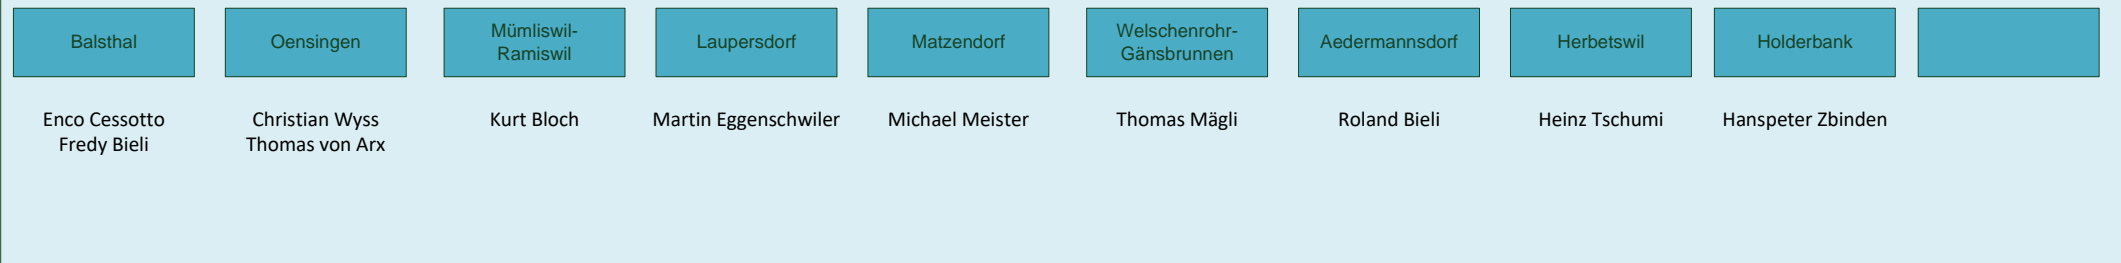 Balsthal
Oensingen
Mümliswil-
Ramiswil
Laupersdorf
Matzendorf
Welschenrohr-
Gänsbrunnen
Aedermannsdorf
Herbetswil
Holderbank
Enco Cessotto
Fredy Bieli
Christian Wyss
Thomas von Arx
Kurt Bloch
Martin Eggenschwiler
Michael Meister
Thomas Mägli
Roland Bieli
Heinz Tschumi
Hanspeter Zbinden